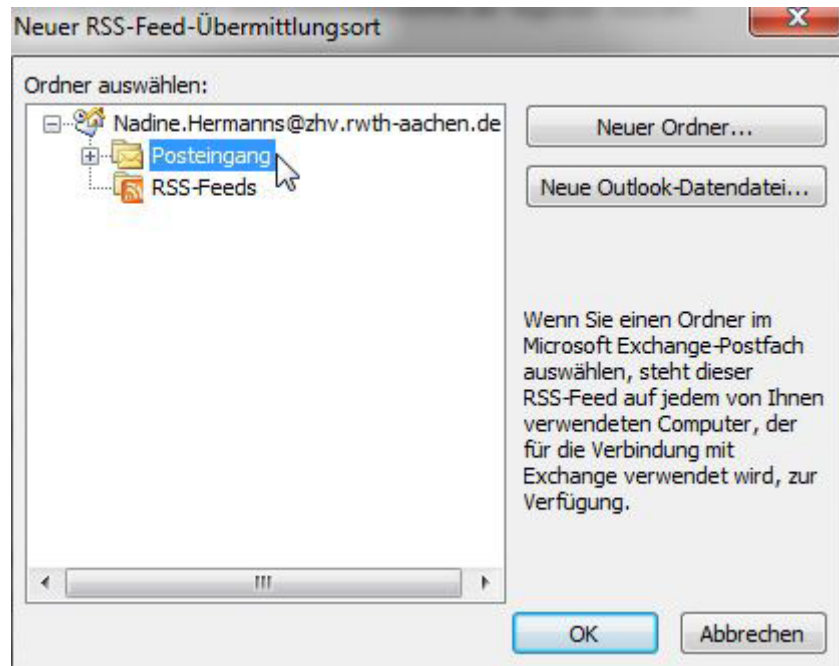 Neuer RSS-Feed-Übermittlungsort
Ordner auswählen:
Nadine.Hermanns@zhv.rwth-aachen.de
Posteingang
RSS-Feeds
Neuer Ordner...
Neue Outlook-Datendatei...
Wenn Sie einen Ordner im
Microsoft Exchange-Postfach
auswählen, steht dieser
RSS-Feed auf jedem von Ihnen
verwendeten Computer, der
für die Verbindung mit
Exchange verwendet wird, zur
Verfügung.
OK
Abbrechen